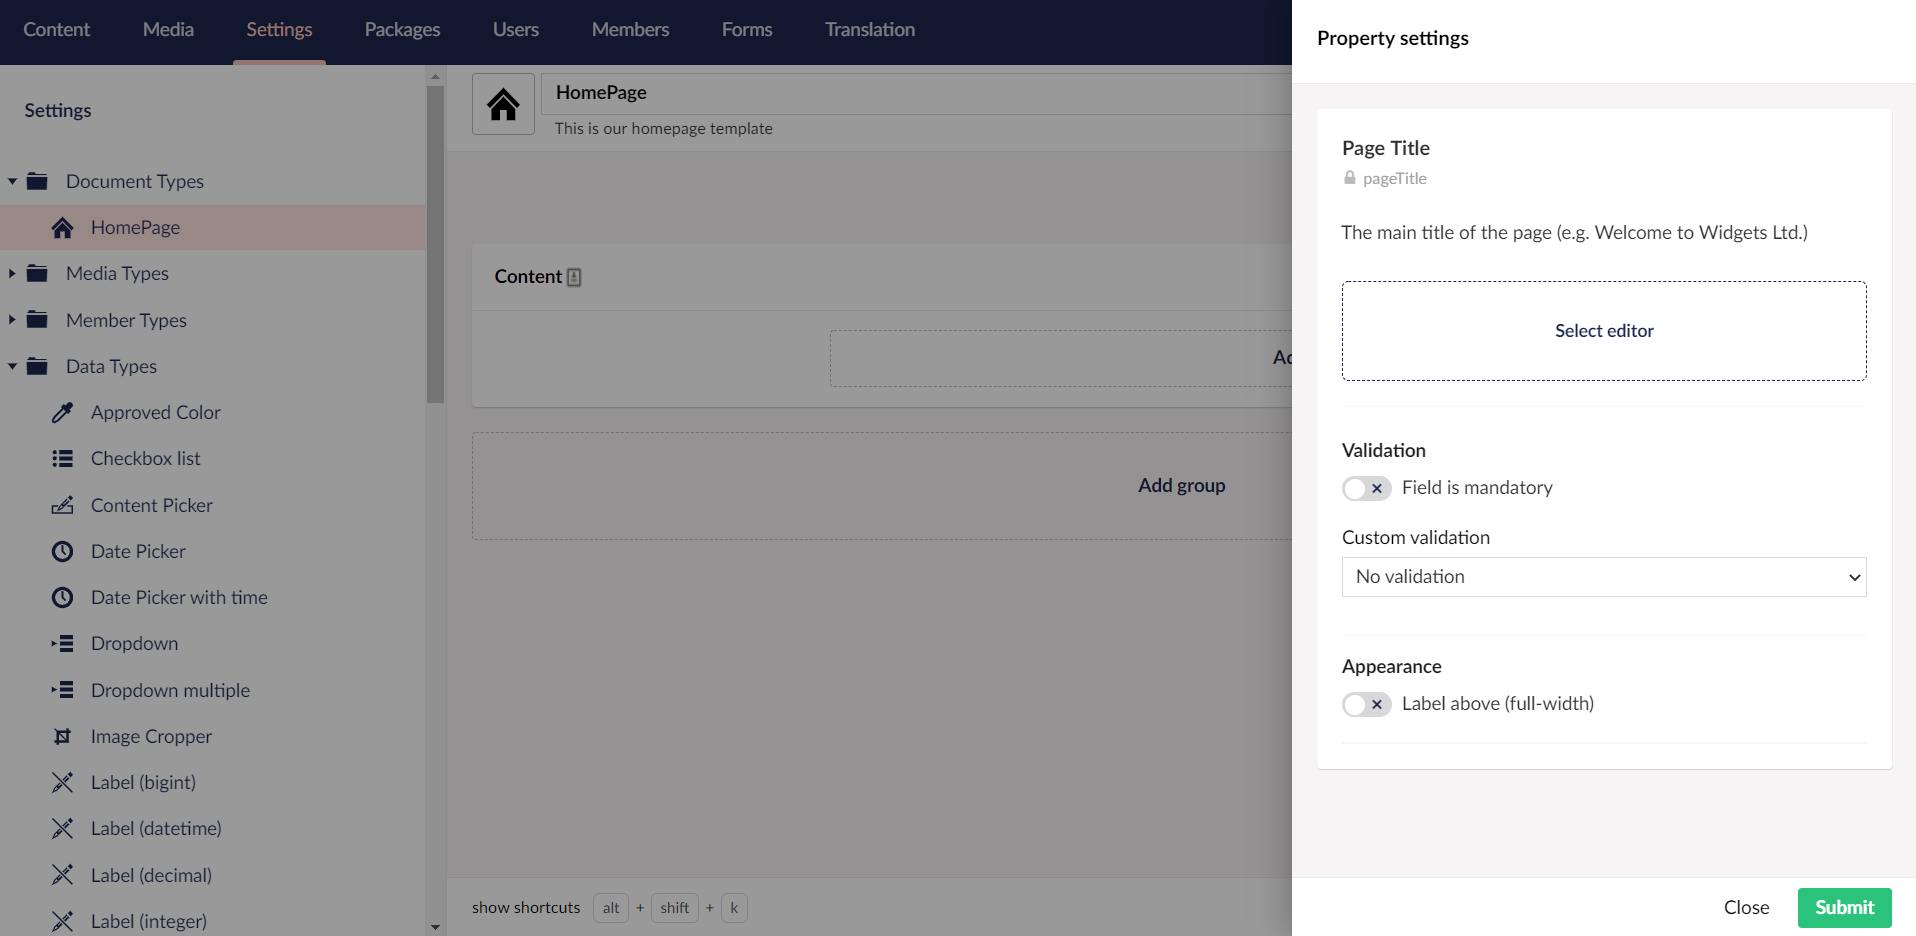 Content Media Settings Packages Users Members Forms Translation
Settings
Document Types
HomePage
Media Types
Member Types
Data Types
Approved Color
Checkbox list
Content Picker
Date Picker
Date Picker with time
Dropdown
Dropdown multiple
Image Cropper
Label (bigint)
Label (datetime)
Label (decimal)
Label (integer)
HomePage
This is our homepage template
Content
Add group
show shortcuts alt + shift + k
Property settings
Page Title
pageTitle
The main title of the page (e.g. Welcome to Widgets Ltd.)
Select editor
Validation
Field is mandatory
Custom validation
No validation
Appearance
Label above (full-width)
Close Submit